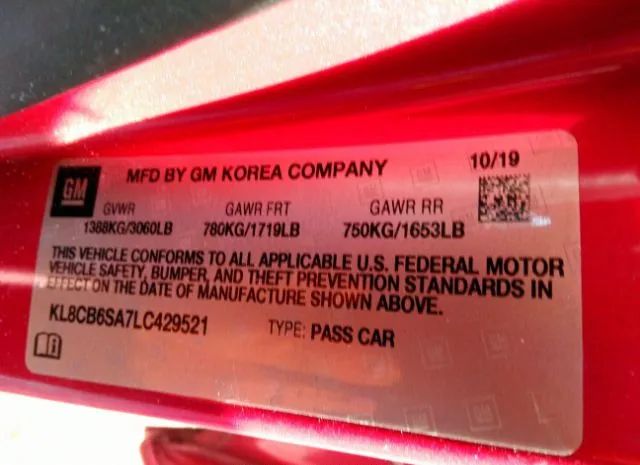 GM
MFD BY GM KOREA COMPANY 10/19
GVWR GAWR FRT GAWR RR
1388KG/3060LB 780KG/1719LB 750KG/1653LB
THIS VEHICLE CONFORMS TO ALL APPLICABLE U.S. FEDERAL MOTOR
VEHICLE SAFETY, BUMPER, AND THEFT PREVENTION STANDARDS IN
EFFECT ON THE DATE OF MANUFACTURE SHOWN ABOVE.
KL8CB6SA7LC429521 TYPE: PASS CAR